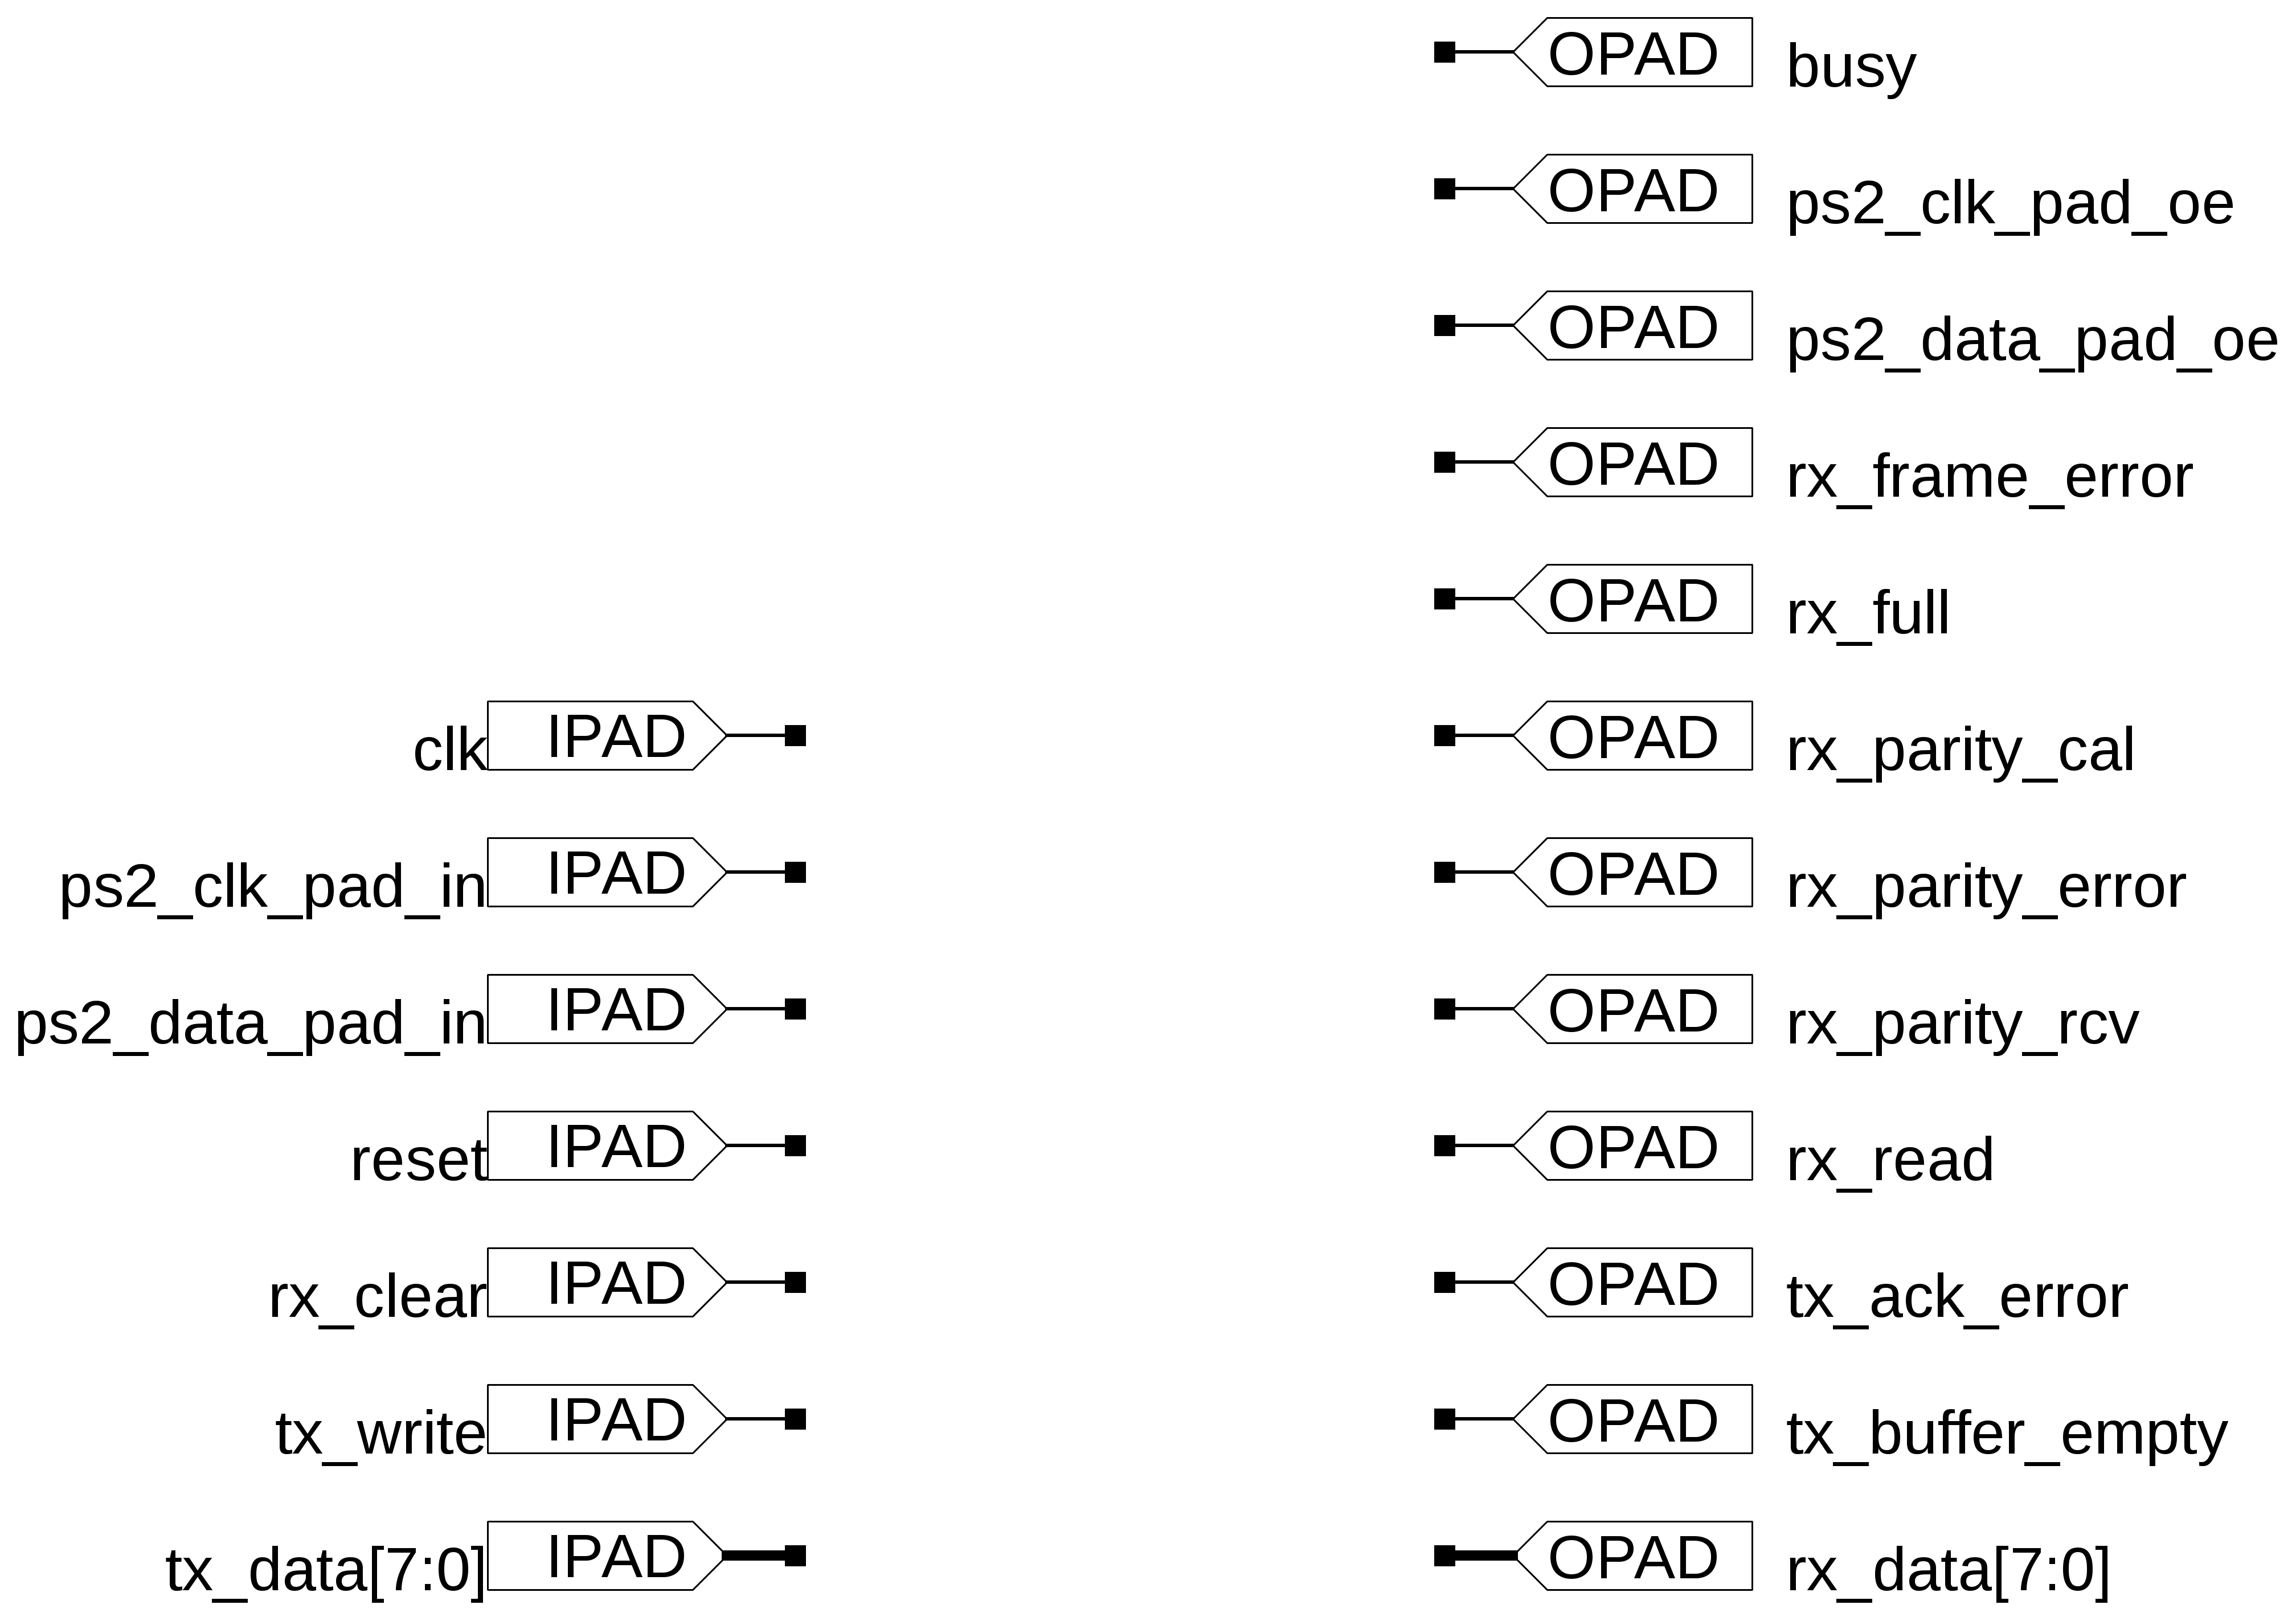 OPAD busy
OPAD ps2_clk_pad_oe
OPAD ps2_data_pad_oe
OPAD rx_frame_error
OPAD rx_full
clk IPAD OPAD rx_parity_cal
ps2_clk_pad_in IPAD OPAD rx_parity_error
ps2_data_pad_in IPAD OPAD rx_parity_rcv
reset IPAD OPAD rx_read
rx_clear IPAD OPAD tx_ack_error
tx_write IPAD OPAD tx_buffer_empty
tx_data[7:0] IPAD OPAD rx_data[7:0]